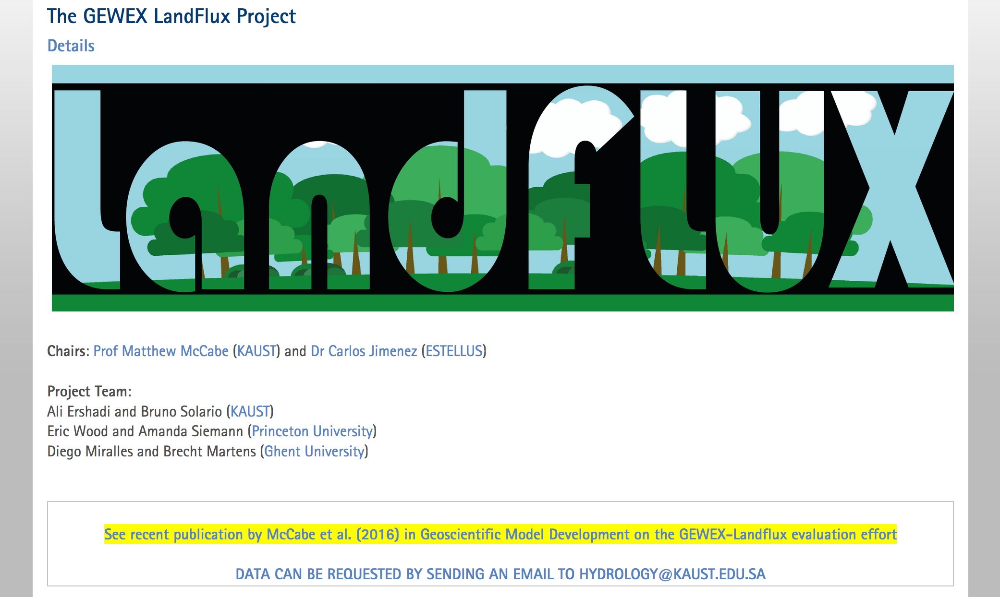 The GEWEX LandFlux Project
Details
landflux
Chairs: Prof Matthew McCabe (KAUST) and Dr Carlos Jimenez (ESTELLUS)
Project Team:
Ali Ershadi and Bruno Solario (KAUST)
Eric Wood and Amanda Siemann (Princeton University)
Diego Miralles and Brecht Martens (Ghent University)
See recent publication by McCabe et al. (2016) in Geoscientific Model Development on the GEWEX-Landflux evaluation effort
DATA CAN BE REQUESTED BY SENDING AN EMAIL TO HYDROLOGY@KAUST.EDU.SA